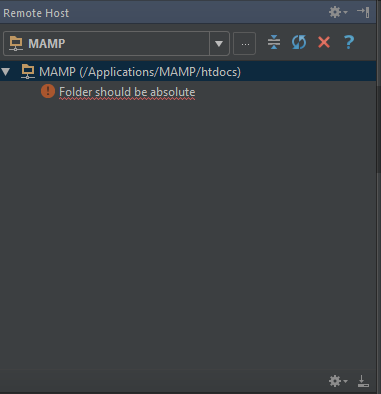 Remote Host
MAMP
...
?
MAMP (/Applications/MAMP/htdocs)
Folder should be absolute